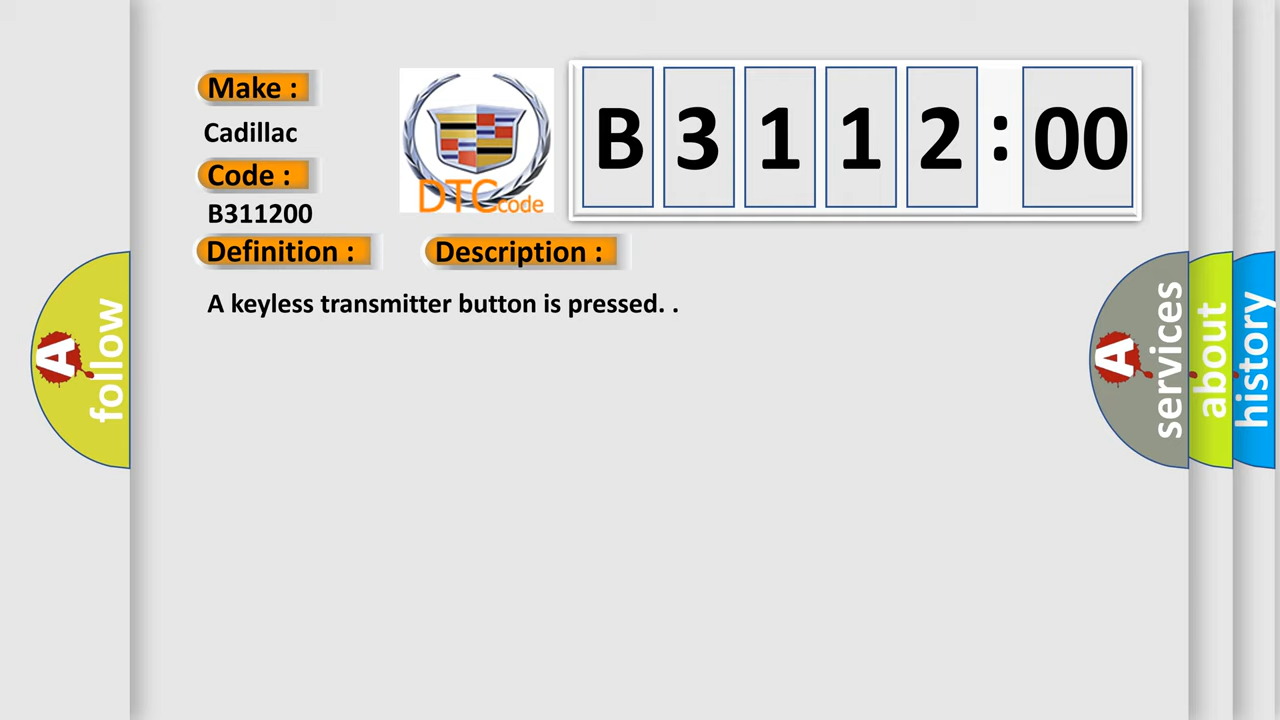 Make :
Cadillac
Code :
B311200
Definition :
Description :
A keyless transmitter button is pressed. .
DTCcode
B 3 1 1 2 : 00
A follow
A services
about
history